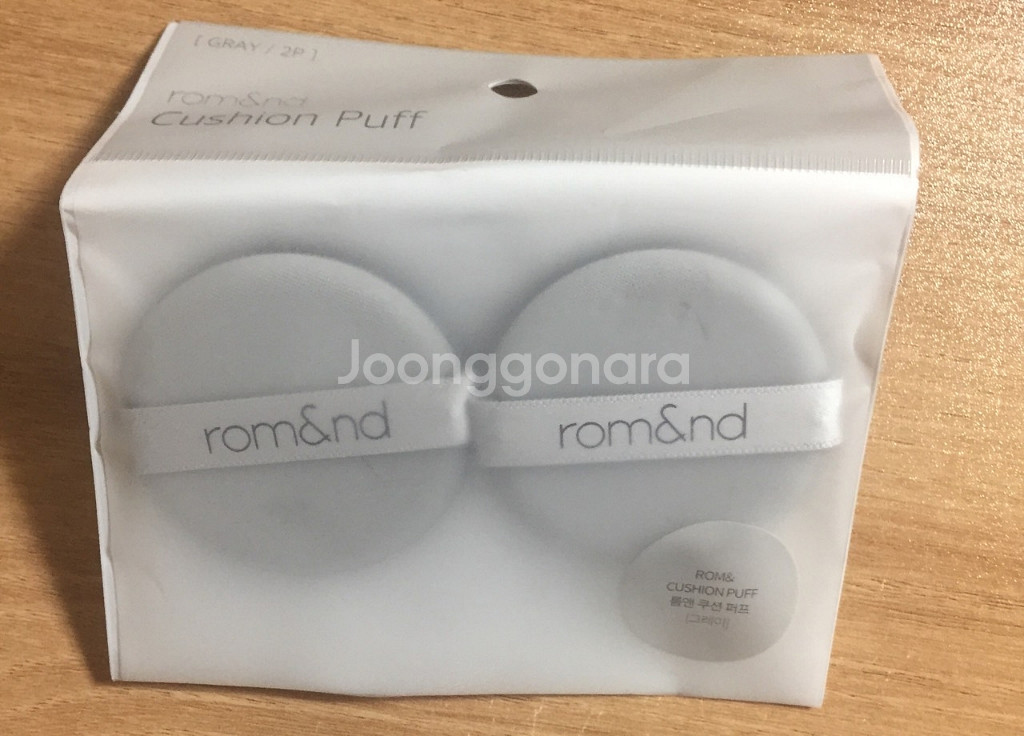 [ GRAY / 2P ]
rom&nd
Cushion Puff
Joonggonara
rom&nd
rom&nd
ROM&
CUSHION PUFF
롬앤 쿠션 퍼프
[그레이]